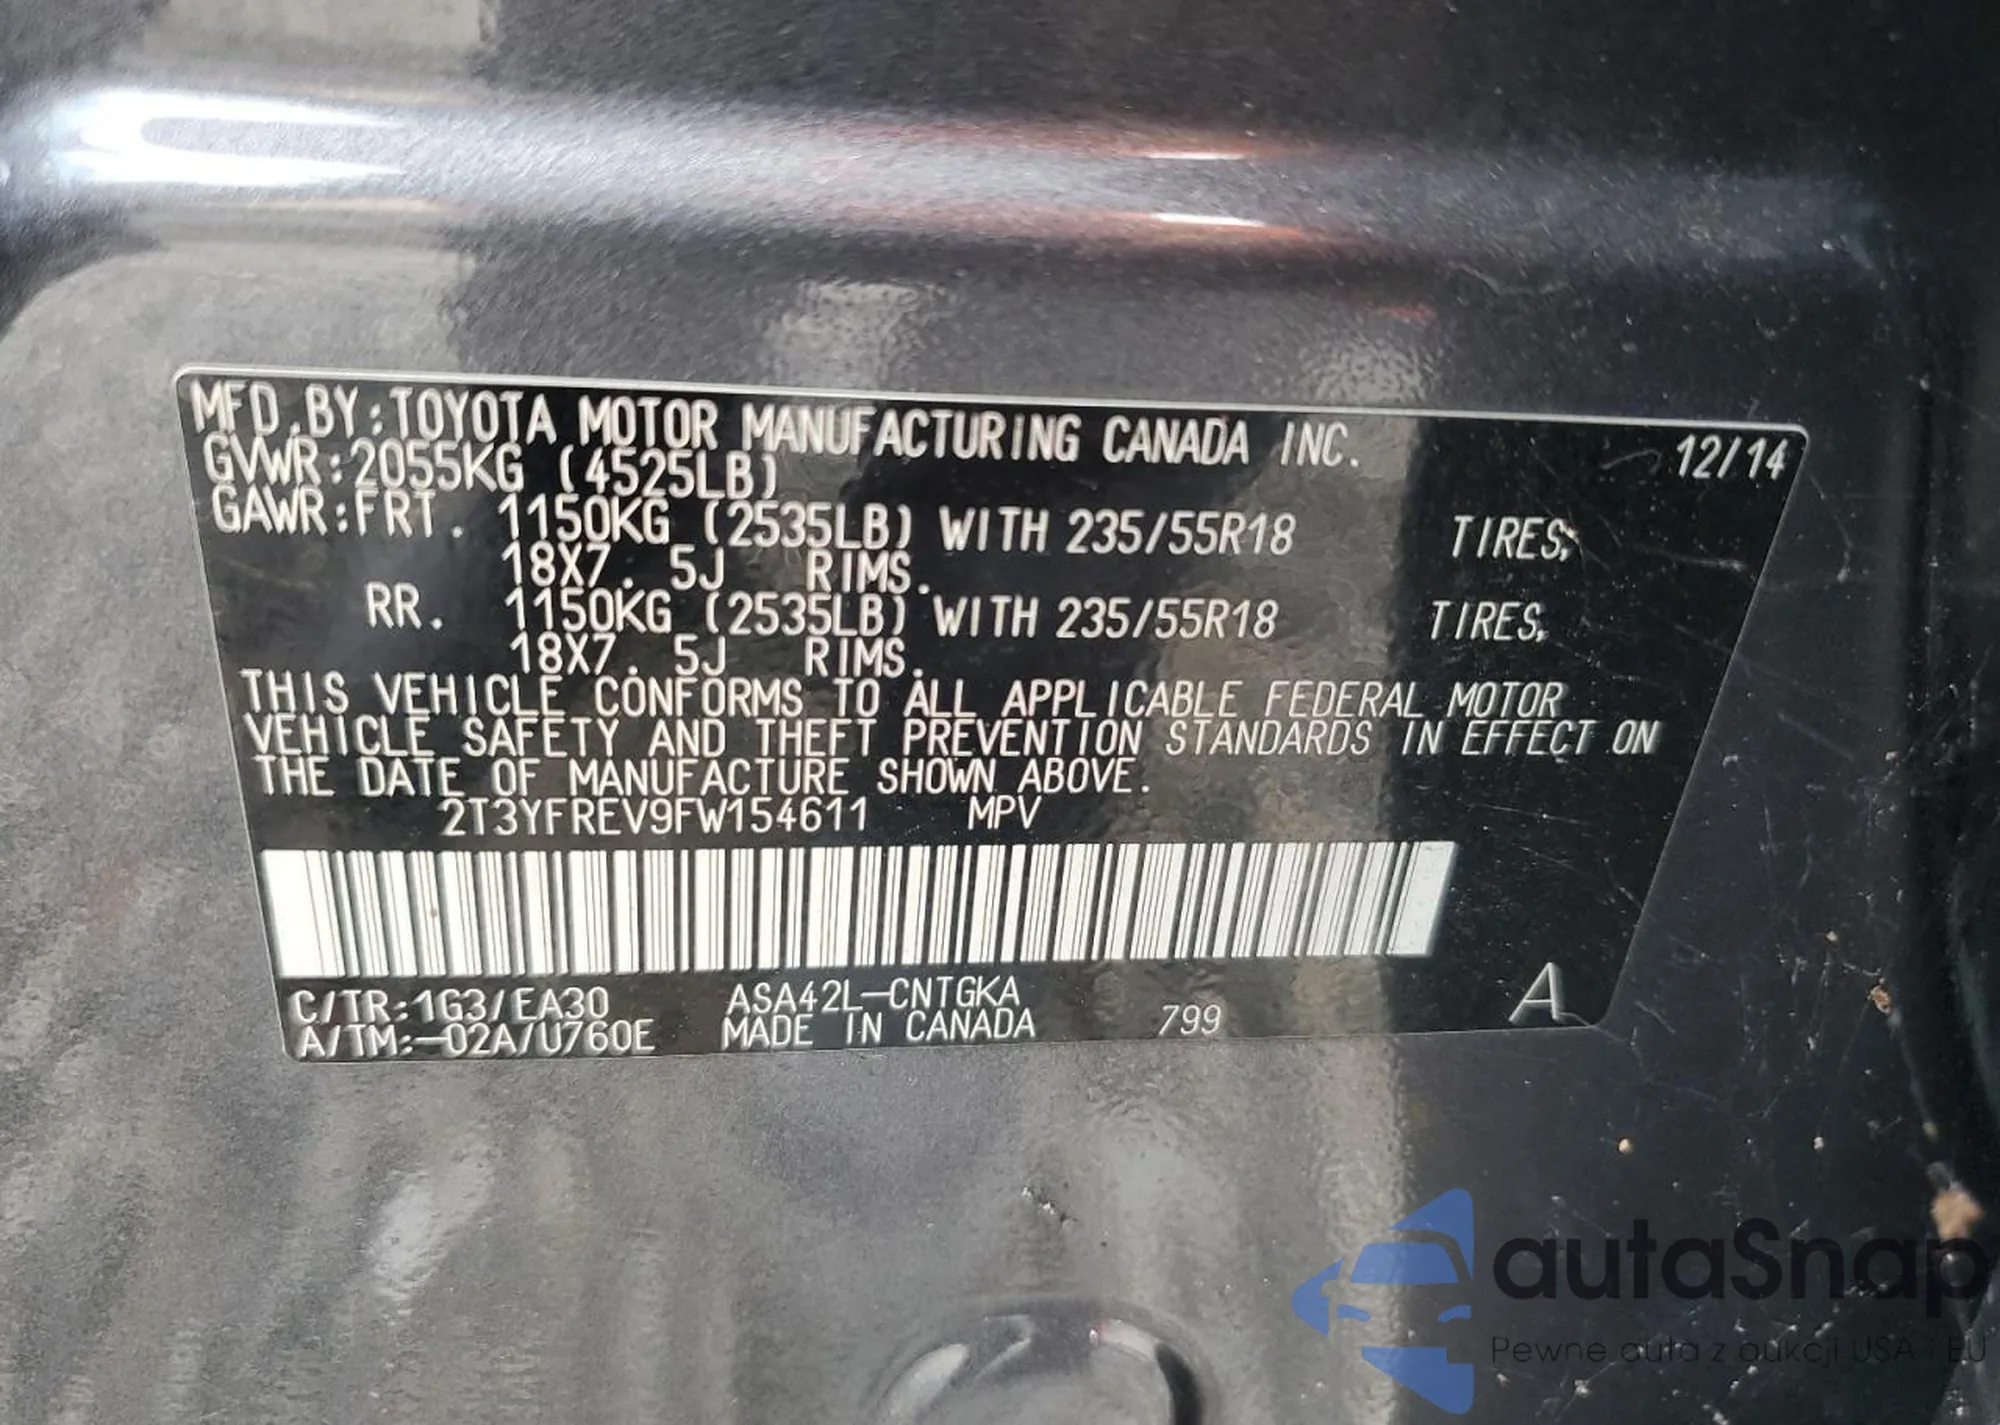 MFD.BY:TOYOTA MOTOR MANUFACTURING CANADA INC. 12/14
GVWR:2055KG (4525LB)
GAWR:FRT. 1150KG (2535LB) WITH 235/55R18 TIRES,
18X7.5J RIMS.
RR. 1150KG (2535LB) WITH 235/55R18 TIRES,
18X7.5J RIMS.
THIS VEHICLE CONFORMS TO ALL APPLICABLE FEDERAL MOTOR
VEHICLE SAFETY AND THEFT PREVENTION STANDARDS IN EFFECT ON
THE DATE OF MANUFACTURE SHOWN ABOVE.
2T3YFREV9FW154611 MPV
C/TR:1G3/EA30 ASA42L-CNTGKA
A/TM:-02A/U760E MADE IN CANADA 799 A
autaSnap
Pewne auta z aukcji USA i EU